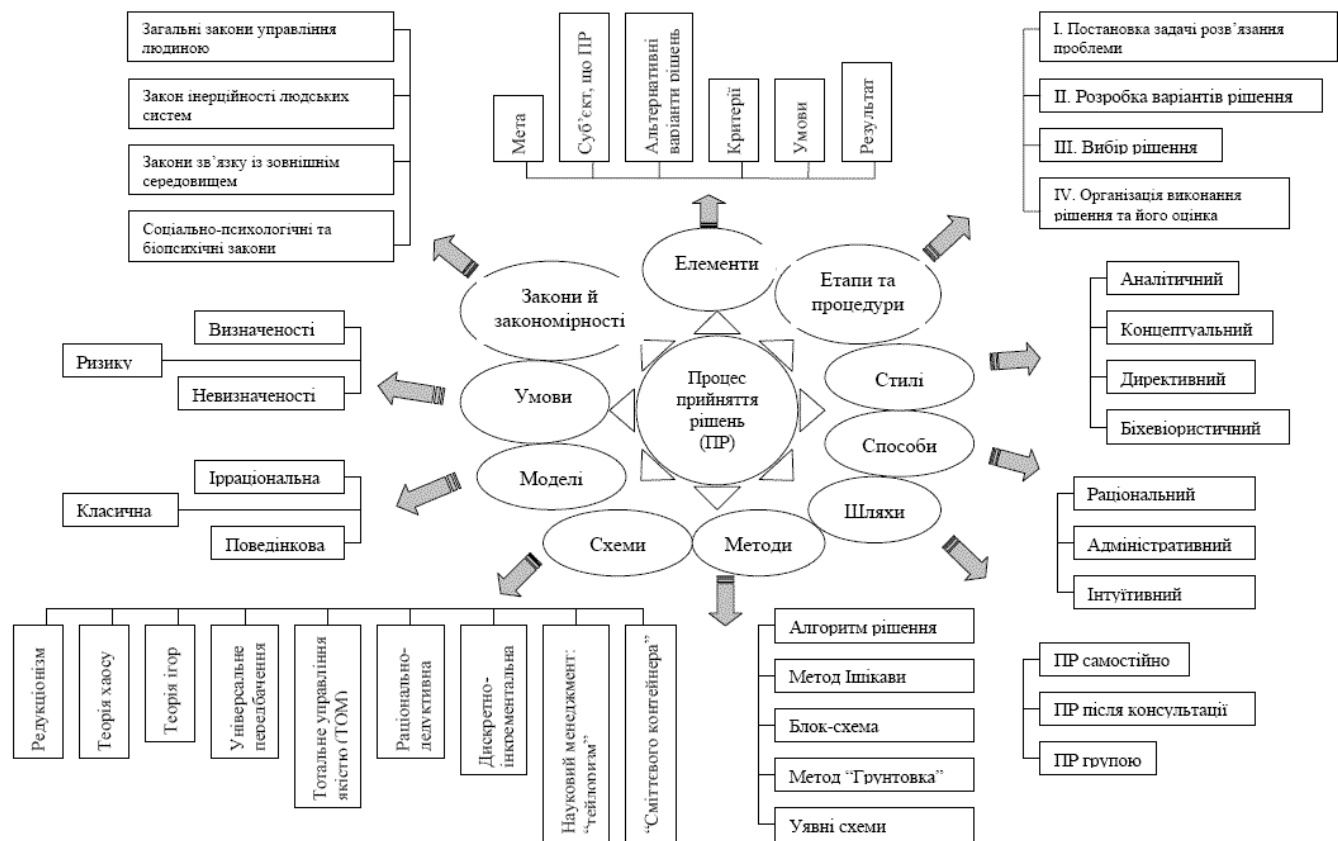 Загальні закони управління
людиною
Закон інерційності людських
систем
Закони зв’язку із зовнішнім
середовищем
Соціально-психологічні та
біопсихічні закони
Мета
Суб’єкт, що ПР
Альтернативні
варіанти рішень
Критерії
Умови
Результат
І. Постановка задачі розв’язання
проблеми
ІІ. Розробка варіантів рішення
ІІІ. Вибір рішення
IV. Організація виконання
рішення та його оцінка
Елементи
Закони й
закономірності
Етапи та
процедури
Визначеності
Ризику
Невизначеності
Умови
Процес
прийняття
рішень
(ПР)
Стилі
Аналітичний
Концептуальний
Директивний
Біхевіористичний
Способи
Ірраціональна
Класична
Поведінкова
Моделі
Шляхи
Раціональний
Адміністративний
Інтуїтивний
Схеми
Методи
Редукціонізм
Теорія хаосу
Теорія ігор
Універсальне
передбачення
Тотальне управління
якістю (ТОМ)
Раціонально-
дедуктивна
Дискретно-
інкрементальна
Науковий менеджмент:
“тейлоризм”
“Сміттєвого контейнера”
Алгоритм рішення
Метод Ішікави
Блок-схема
Метод “Грунтовка”
Уявні схеми
ПР самостійно
ПР після консультації
ПР групою